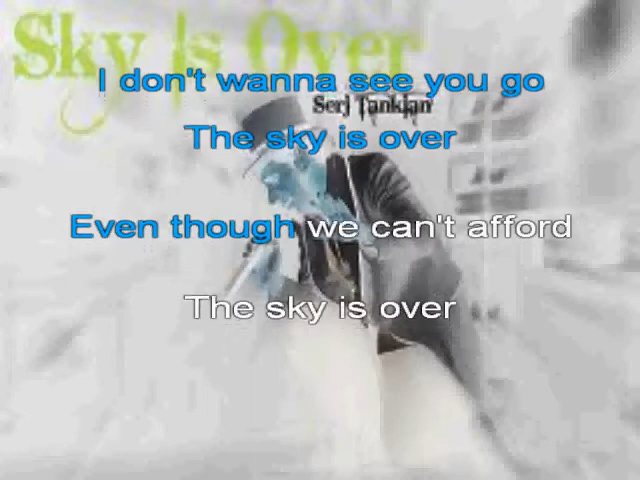 Sky Is Over
I don't wanna see you go
Serj Tankian
The sky is over
Even though we can't afford
The sky is over